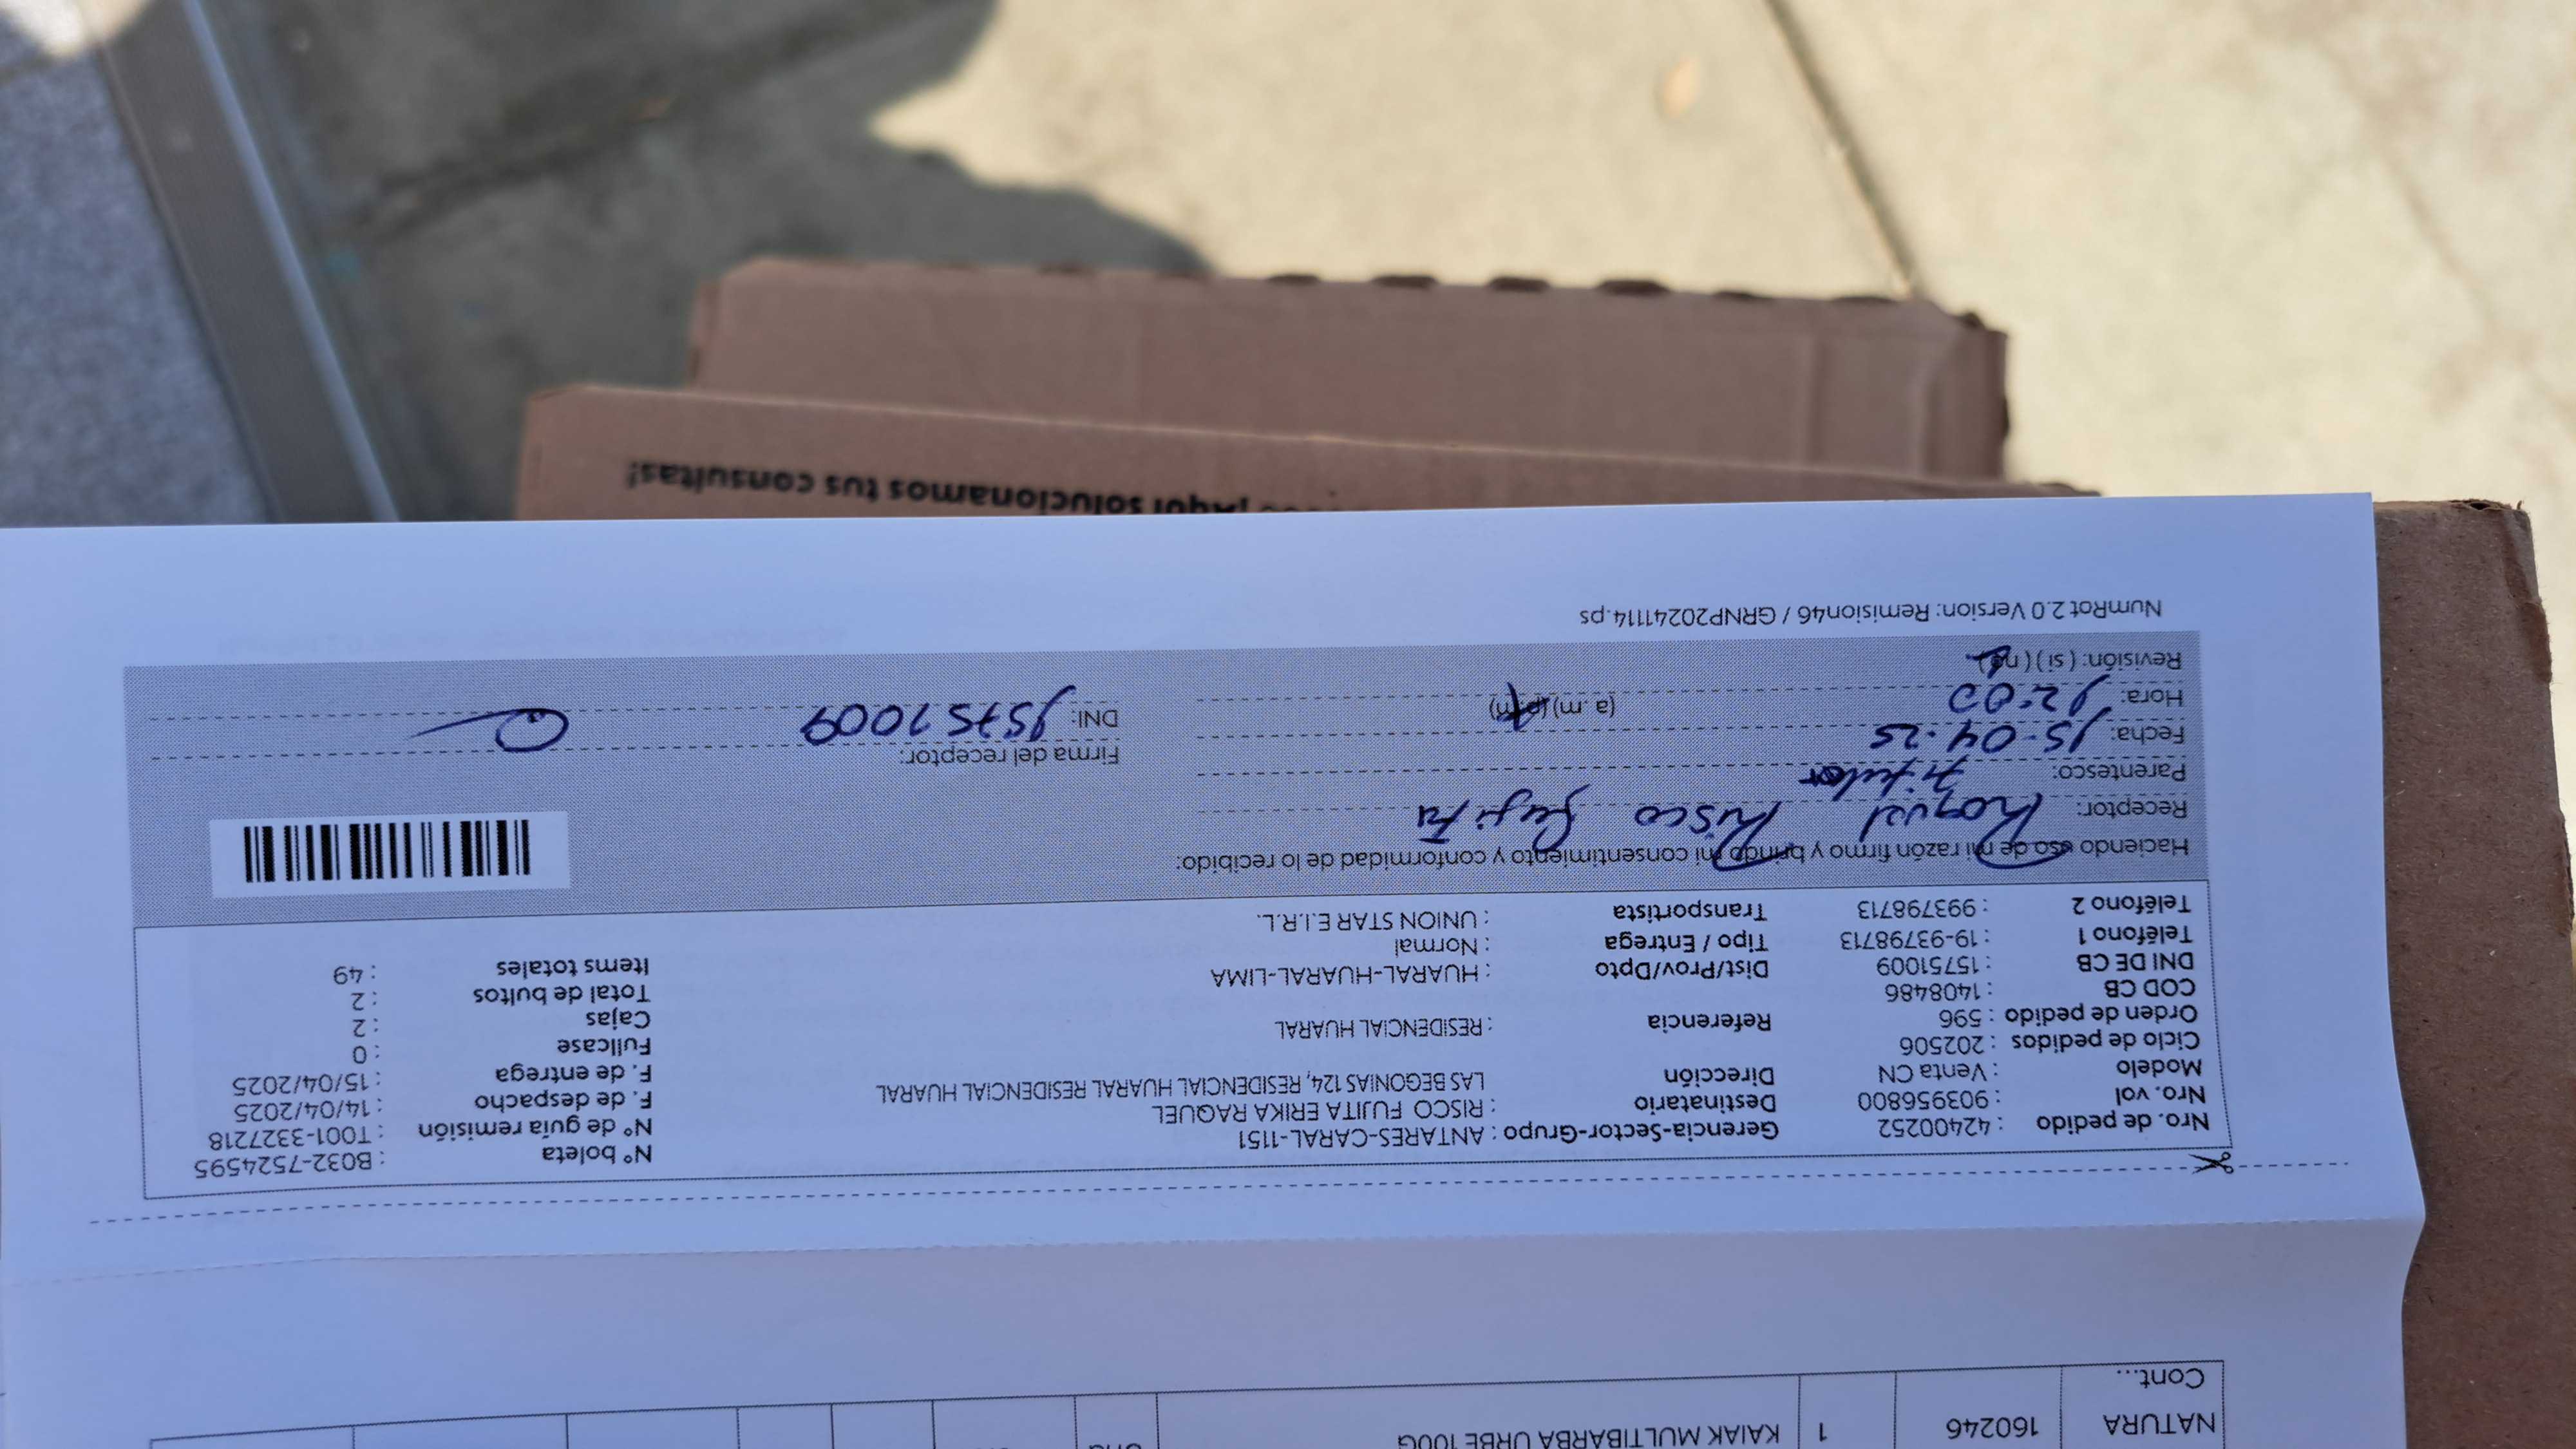 NATURA 160246 1 KAIAK MULTIBARBA URBE 100G
Cont...
Nro. de pedido : 42400252 Gerencia-Sector-Grupo : ANTARES-CARAL-1151 N° boleta : B032-7524595
Nro. vol : 903956800 Destinatario : RISCO FUJITA ERIKA RAQUEL N° de guía remisión : T001-3327218
Modelo : Venta CN Dirección LAS BEGONIAS 124, RESIDENCIAL HUARAL RESIDENCIAL HUARAL F. de despacho : 14/04/2025
Ciclo de pedidos : 202506 F. de entrega : 15/04/2025
Orden de pedido : 596 Referencia : RESIDENCIAL HUARAL Fullcase : 0
COD CB : 1408486 Cajas : 2
DNI DE CB : 15751009 Dist/Prov/Dpto : HUARAL-HUARAL-LIMA Total de bultos : 2
Teléfono 1 : 19-93798713 Tipo / Entrega : Normal Items totales : 49
Teléfono 2 : 993798713 Transportista : UNION STAR E.I.R.L.
Haciendo uso de mi razón firmo y brindo mi consentimiento y conformidad de lo recibido:
Receptor: Raquel Risco Fujita
Parentesco: Titular
Fecha: 15-04-25 Firma del receptor:
Hora: 12:00 (a. m) (p. m) DNI: 15751009
Revisión: ( si ) ( no ).
NumRot 2.0 Version: Remision46 / GRNP20241114.ps
¡Aquí solucionamos tus consultas!